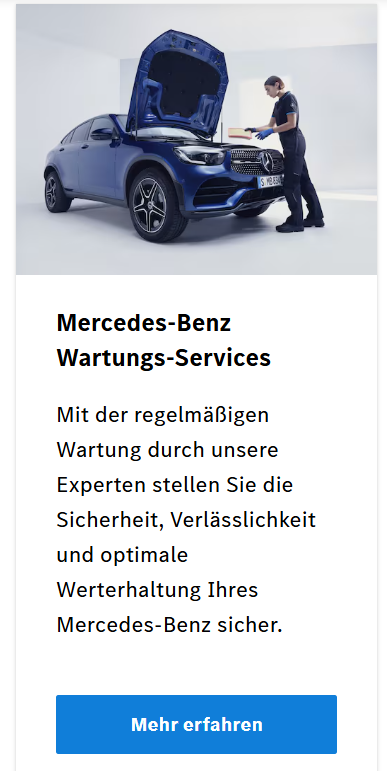 Mercedes-Benz
Wartungs-Services
Mit der regelmäßigen
Wartung durch unsere
Experten stellen Sie die
Sicherheit, Verlässlichkeit
und optimale
Werterhaltung Ihres
Mercedes-Benz sicher.
Mehr erfahren